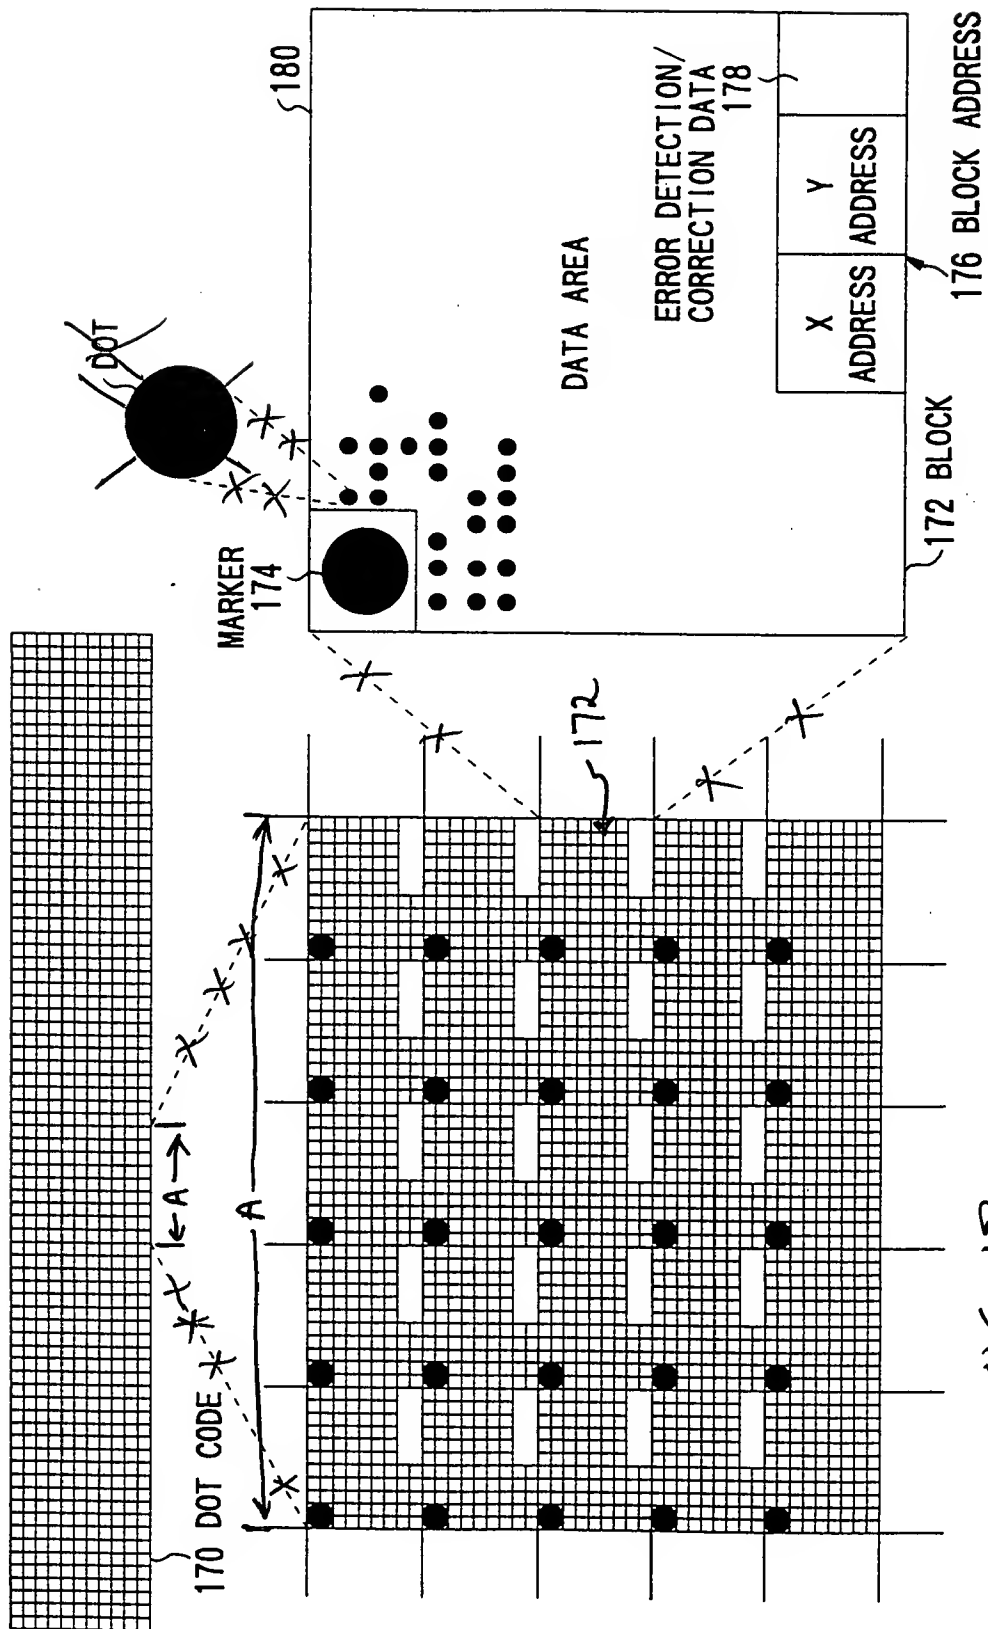 170 DOT CODE
A
A
172
DOT
MARKER
174
180
DATA AREA
ERROR DETECTION/
CORRECTION DATA
178
X
ADDRESS
Y
ADDRESS
172 BLOCK
176 BLOCK ADDRESS